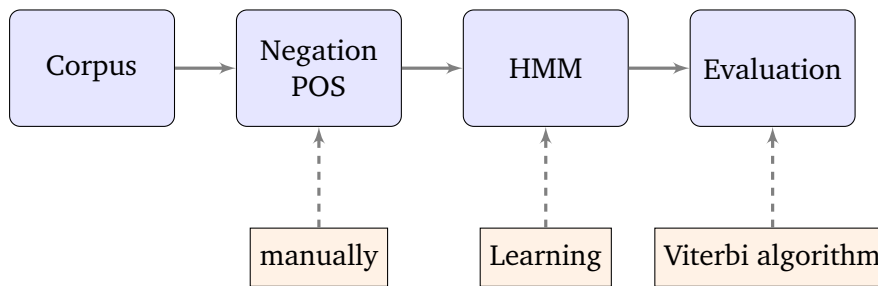 Corpus
Negation
POS
HMM
Evaluation
manually
Learning
Viterbi algorithm